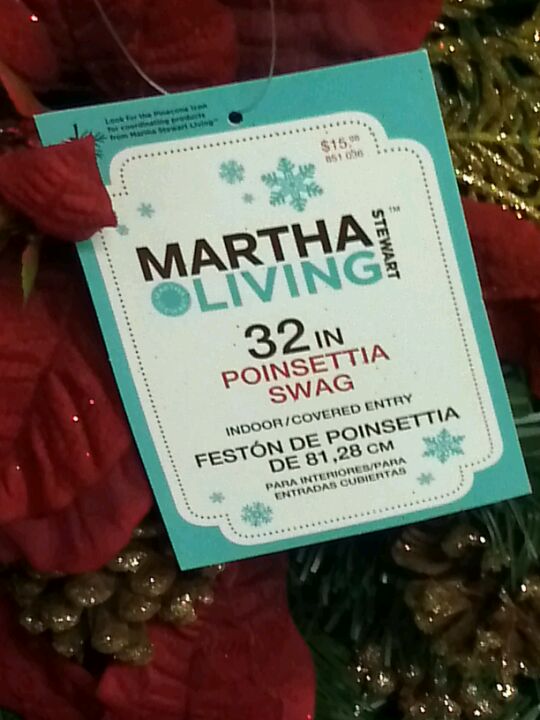 Look for the Pinecone Icon
for coordinating products
from Martha Stewart Living™
$15.98
851 036
MARTHA
STEWART™
LIVING
32 IN
POINSETTIA
SWAG
INDOOR/COVERED ENTRY
FESTÓN DE POINSETTIA
DE 81,28 CM
PARA INTERIORES/PARA
ENTRADAS CUBIERTAS